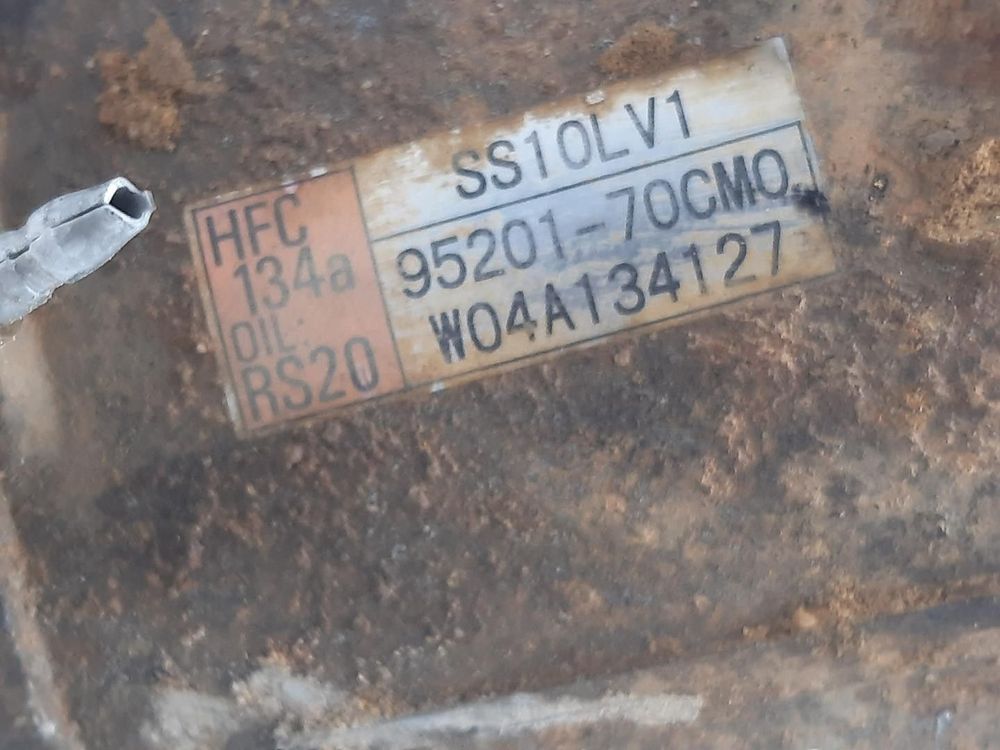 HFC
134a
OIL:
RS20
SS10LV1
95201-70CM0
W04A134127